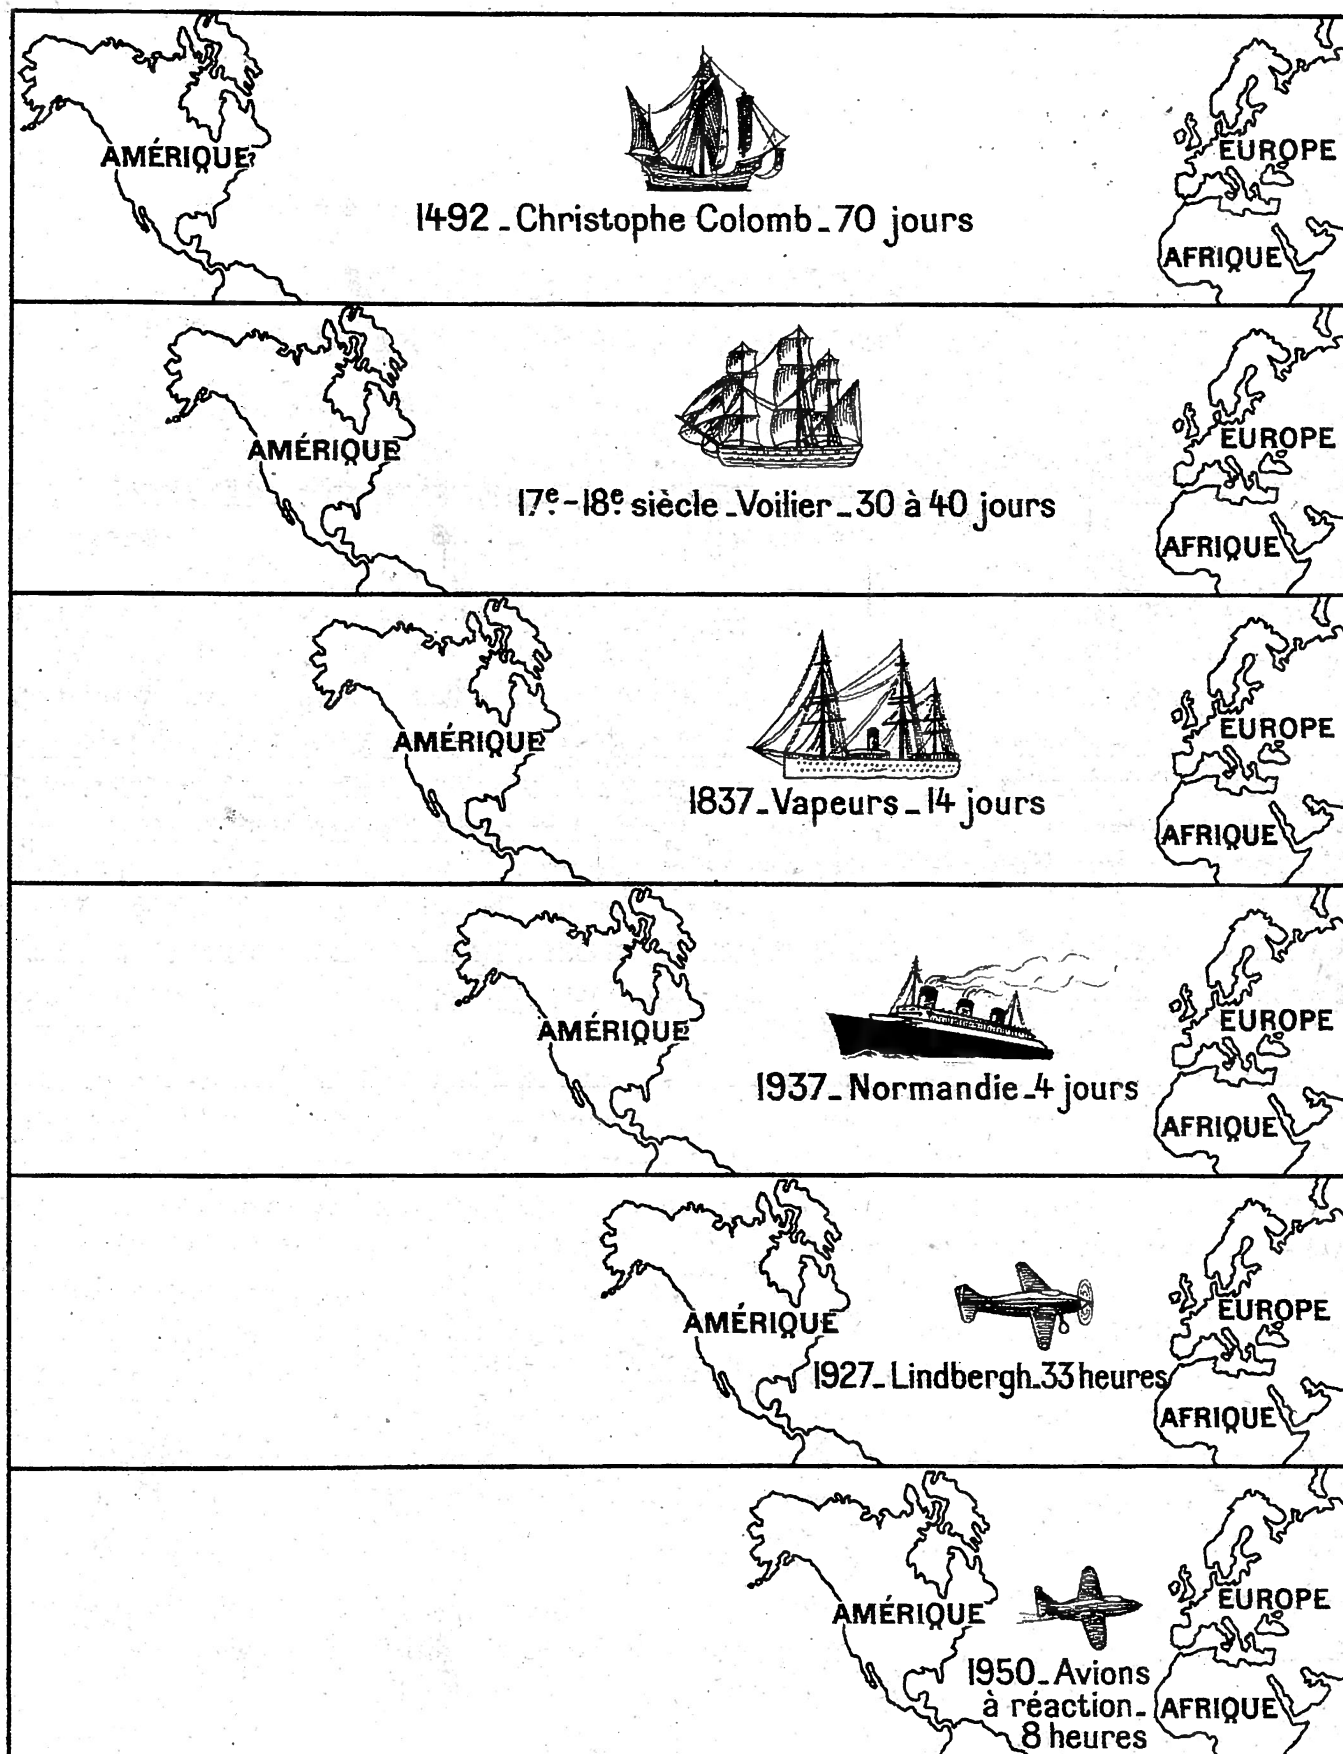 AMÉRIQUE?
EUROPE
1492 - Christophe Colomb - 70 jours
AFRIQUE
AMÉRIQUE
EUROPE
17e - 18e siècle - Voilier - 30 à 40 jours
AFRIQUE
AMÉRIQUE
EUROPE
1837 - Vapeurs - 14 jours
AFRIQUE
AMÉRIQUE
EUROPE
1937 - Normandie - 4 jours
AFRIQUE
AMÉRIQUE
EUROPE
1927 - Lindbergh - 33 heures
AFRIQUE
AMÉRIQUE
EUROPE
1950 - Avions
à réaction -
8 heures
AFRIQUE